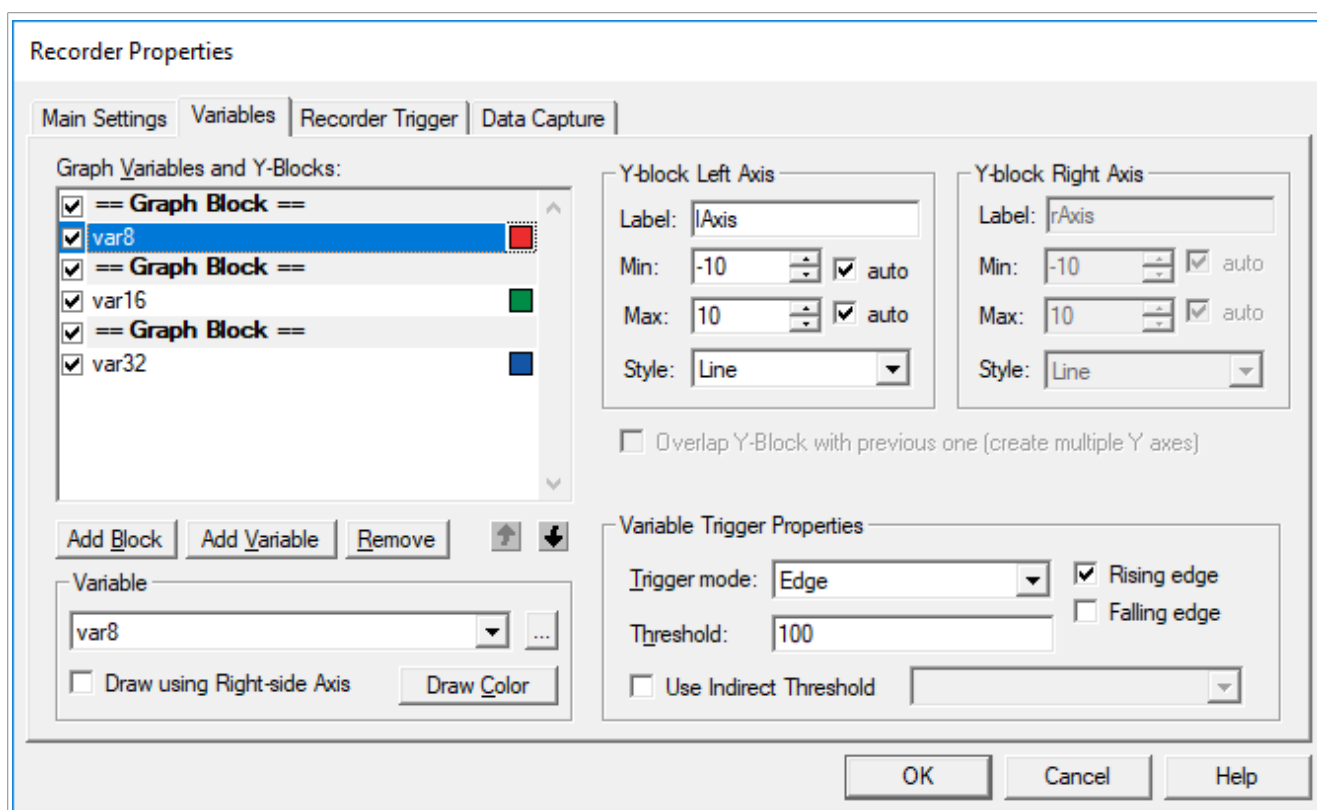 Recorder Properties
Main Settings Variables Recorder Trigger Data Capture
Graph Variables and Y-Blocks:
== Graph Block ==
var8
== Graph Block ==
var16
== Graph Block ==
var32
Add Block Add Variable Remove
Variable
var8 ...
Draw using Right-side Axis Draw Color
Y-block Left Axis
Label: lAxis
Min: -10 auto
Max: 10 auto
Style: Line
Y-block Right Axis
Label: rAxis
Min: -10 auto
Max: 10 auto
Style: Line
Overlap Y-Block with previous one (create multiple Y axes)
Variable Trigger Properties
Trigger mode: Edge Rising edge
Falling edge
Threshold: 100
Use Indirect Threshold
OK Cancel Help